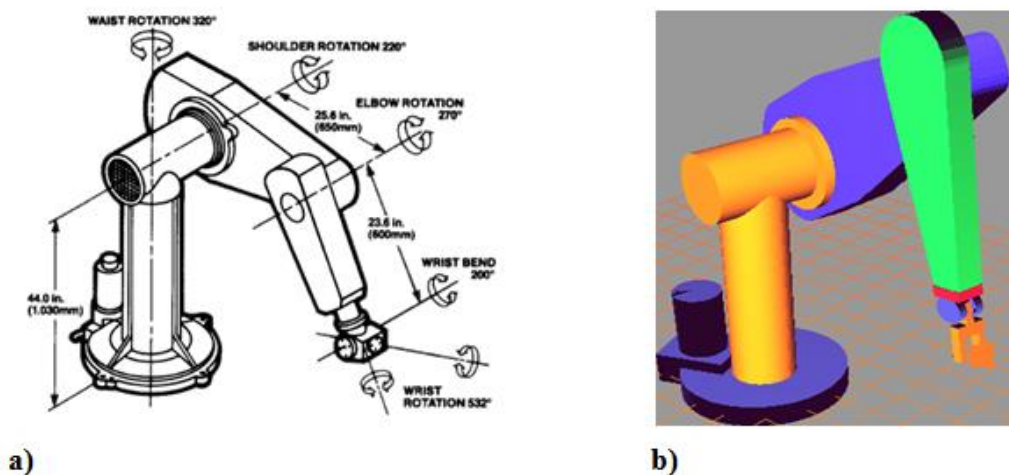 WAIST ROTATION 320°
SHOULDER ROTATION 220°
ELBOW ROTATION
270°
25.6 in.
(650mm)
23.6 in.
(600mm)
WRIST BEND
200°
44.0 in.
(1.030mm)
WRIST
ROTATION 532°
a)
b)